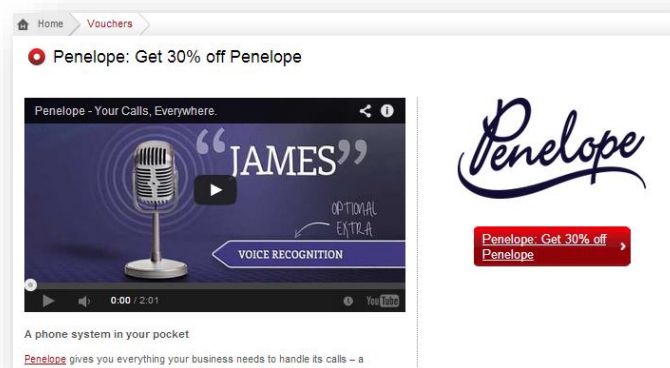 Home
Vouchers
Penelope: Get 30% off Penelope
Penelope - Your Calls, Everywhere.
“JAMES”
OPTIONAL
EXTRA
VOICE RECOGNITION
0:00 / 2:01
YouTube
Penelope
Penelope: Get 30% off
Penelope
A phone system in your pocket
Penelope gives you everything your business needs to handle its calls – a